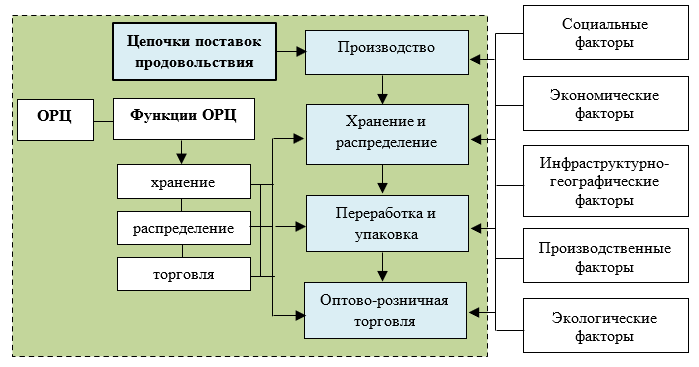 Цепочки поставок
продовольствия
Производство
ОРЦ
Функции ОРЦ
Хранение и
распределение
хранение
распределение
торговля
Переработка и
упаковка
Оптово-розничная
торговля
Социальные
факторы
Экономические
факторы
Инфраструктурно-
географические
факторы
Производственные
факторы
Экологические
факторы